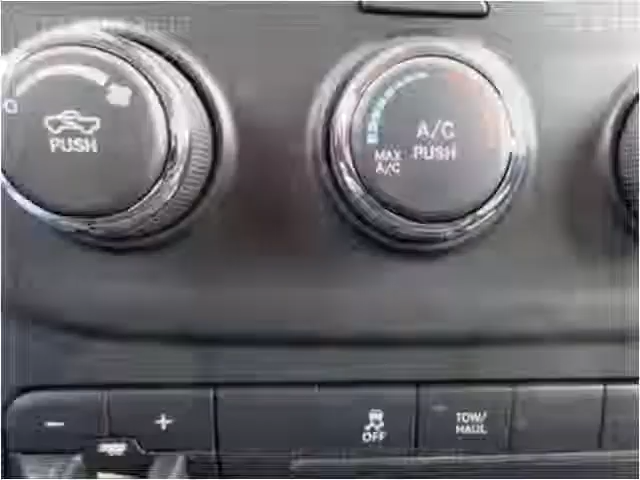 PUSH
A/C
PUSH
MAX
A/C
- +
OFF
TOW/
HAUL